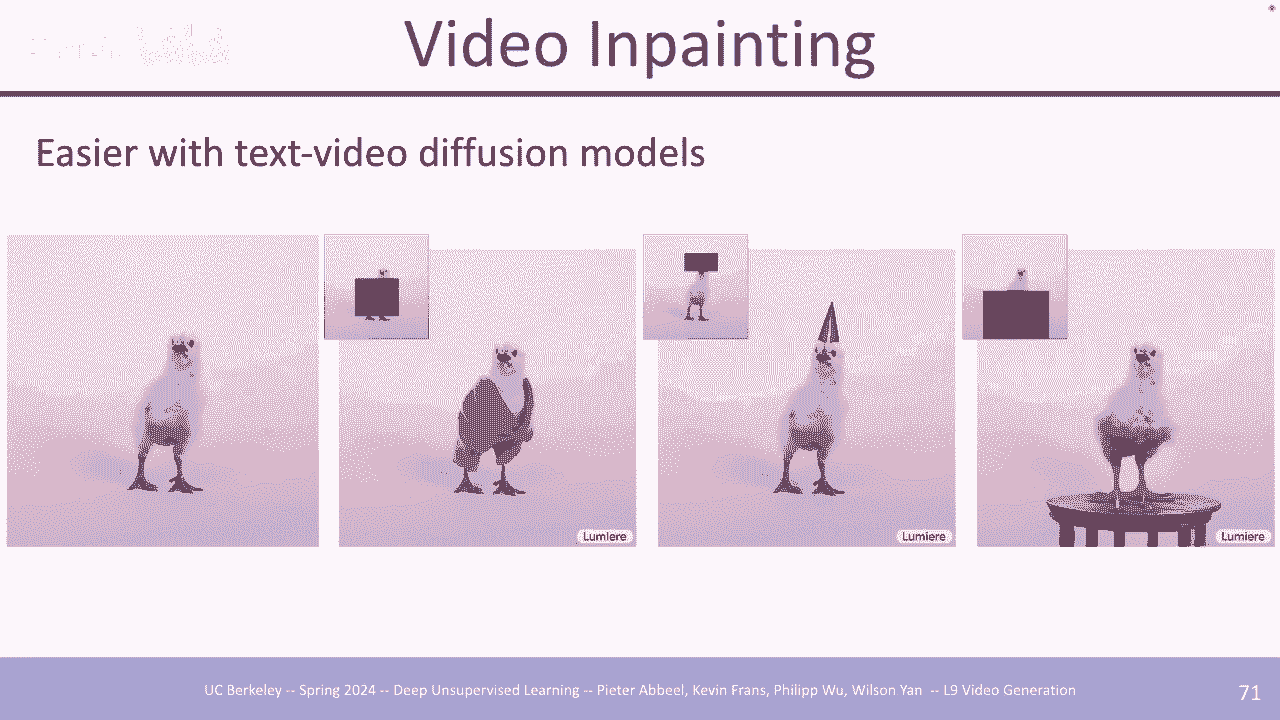 Video Inpainting
Easier with text-video diffusion models
Lumiere
Lumiere
Lumiere
UC Berkeley -- Spring 2024 -- Deep Unsupervised Learning -- Pieter Abbeel, Kevin Frans, Philipp Wu, Wilson Yan -- L9 Video Generation
71